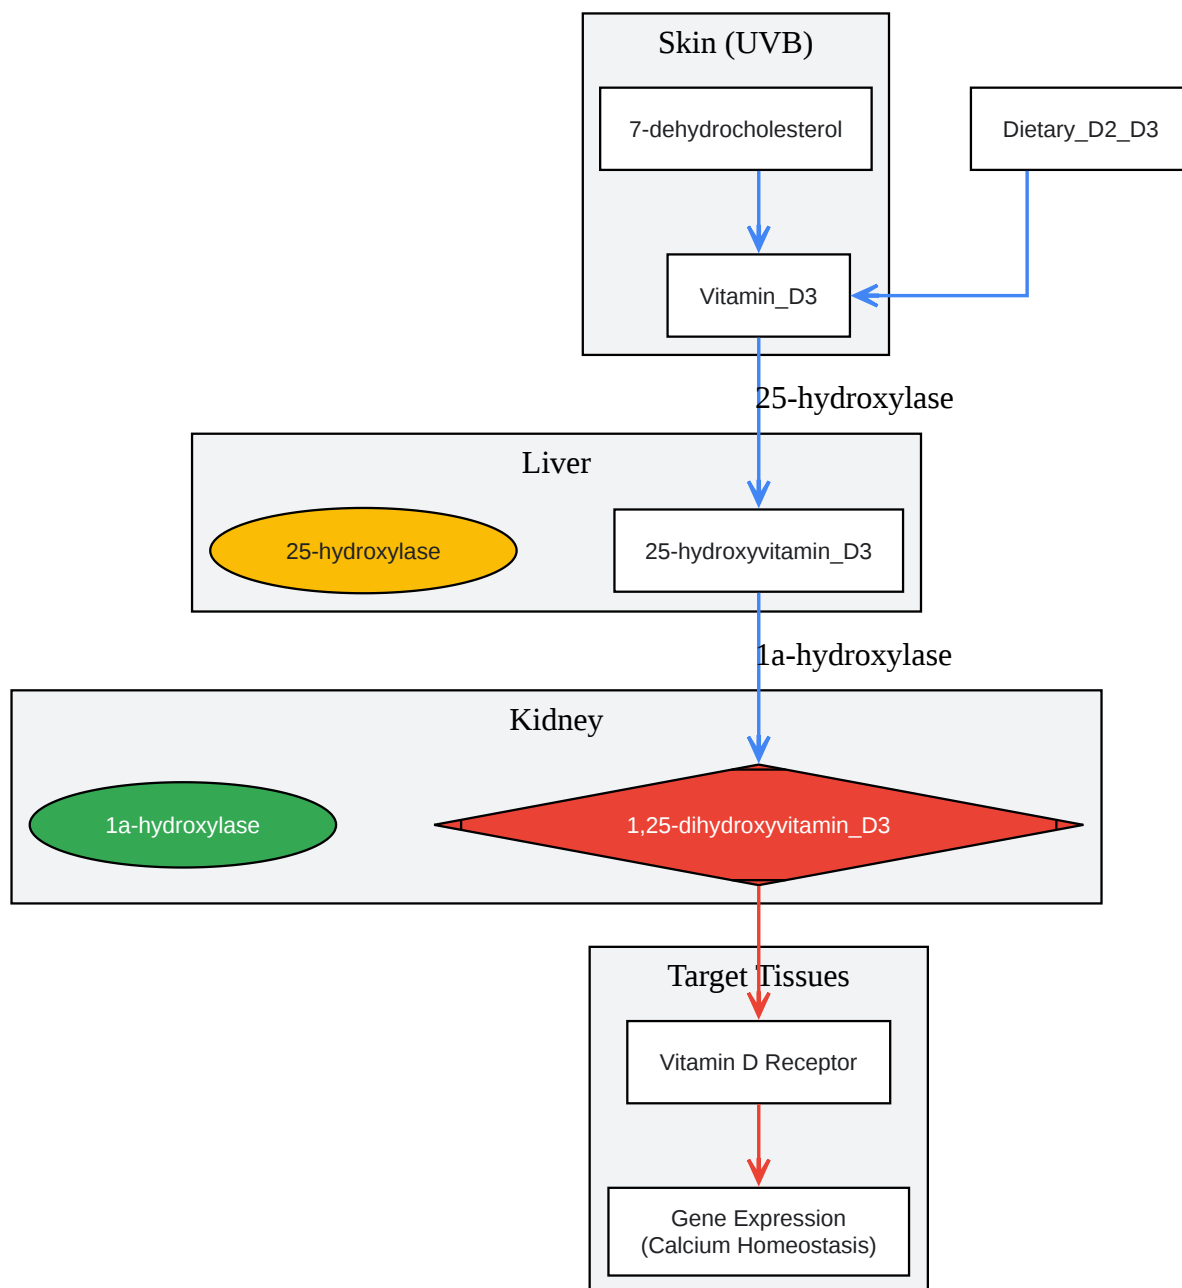 Skin (UVB)
7-dehydrocholesterol
Dietary_D2_D3
Vitamin_D3
25-hydroxylase
Liver
25-hydroxylase
25-hydroxyvitamin_D3
1a-hydroxylase
Kidney
1a-hydroxylase
1,25-dihydroxyvitamin_D3
Target Tissues
Vitamin D Receptor
Gene Expression
(Calcium Homeostasis)